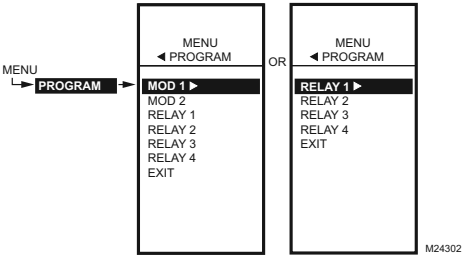 MENU
PROGRAM
MENU
◄ PROGRAM
MOD 1 ►
MOD 2
RELAY 1
RELAY 2
RELAY 3
RELAY 4
EXIT
OR
MENU
◄ PROGRAM
RELAY 1 ►
RELAY 2
RELAY 3
RELAY 4
EXIT
M24302